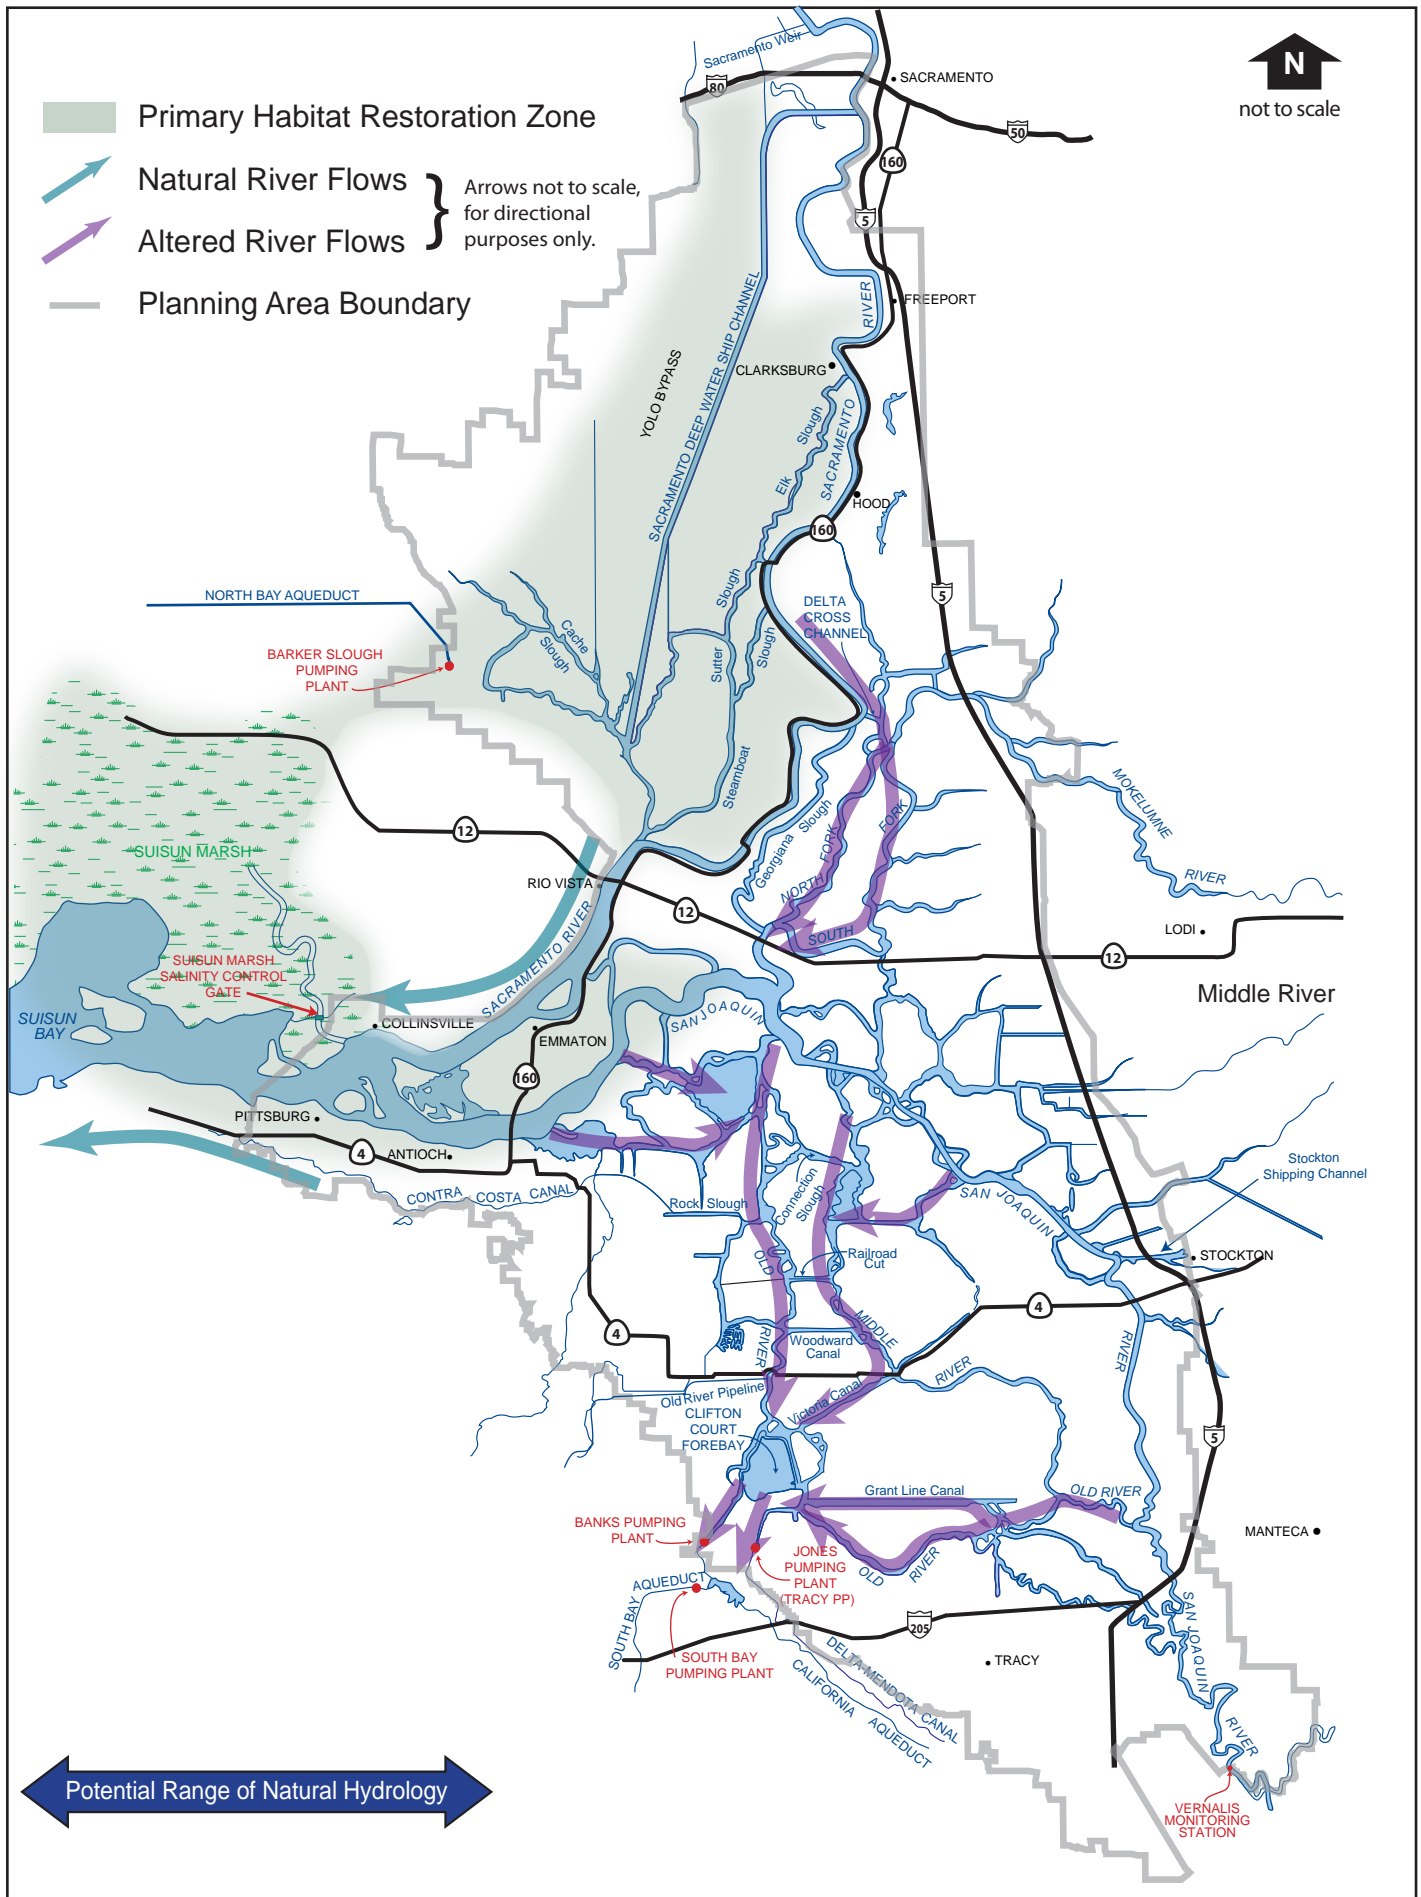 Sacramento Weir
80
SACRAMENTO
N
not to scale
50
160
5
Primary Habitat Restoration Zone
Natural River Flows
Altered River Flows
}
Arrows not to scale,
for directional
purposes only.
Planning Area Boundary
FREEPORT
RIVER
CLARKSBURG
YOLO BYPASS
SACRAMENTO DEEP WATER SHIP CHANNEL
Elk
Slough
SACRAMENTO
HOOD
160
5
NORTH BAY AQUEDUCT
BARKER SLOUGH
PUMPING
PLANT
Cache
Slough
Sutter
Slough
Steamboat
Slough
DELTA
CROSS
CHANNEL
MOKELUMNE
RIVER
Georgiana
Slough
NORTH
FORK
SOUTH
FORK
12
RIO VISTA
12
12
LODI
SUISUN MARSH
SUISUN MARSH
SALINITY CONTROL
GATE
SUISUN
BAY
SACRAMENTO RIVER
COLLINSVILLE
EMMATON
160
SAN JOAQUIN
Middle River
PITTSBURG
4
ANTIOCH
CONTRA
COSTA CANAL
Rock Slough
Connection
Slough
Railroad
Cut
SAN JOAQUIN
RIVER
Stockton
Shipping Channel
STOCKTON
4
4
OLD
RIVER
Woodward
Canal
MIDDLE
RIVER
Old River Pipeline
Victoria Canal
CLIFTON
COURT
FOREBAY
5
Grant Line Canal
OLD RIVER
BANKS PUMPING
PLANT
JONES
PUMPING
PLANT
(TRACY PP)
OLD
RIVER
MANTECA
SOUTH BAY
AQUEDUCT
SOUTH BAY
PUMPING PLANT
205
TRACY
DELTA-MENDOTA CANAL
CALIFORNIA
AQUEDUCT
SAN JOAQUIN
RIVER
VERNALIS
MONITORING
STATION
Potential Range of Natural Hydrology